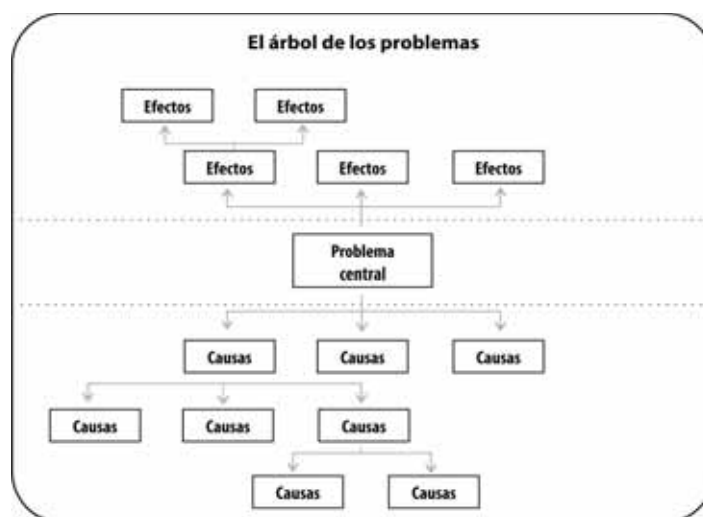 El árbol de los problemas
Efectos Efectos
Efectos Efectos Efectos
Problema
central
Causas Causas Causas
Causas Causas Causas
Causas Causas